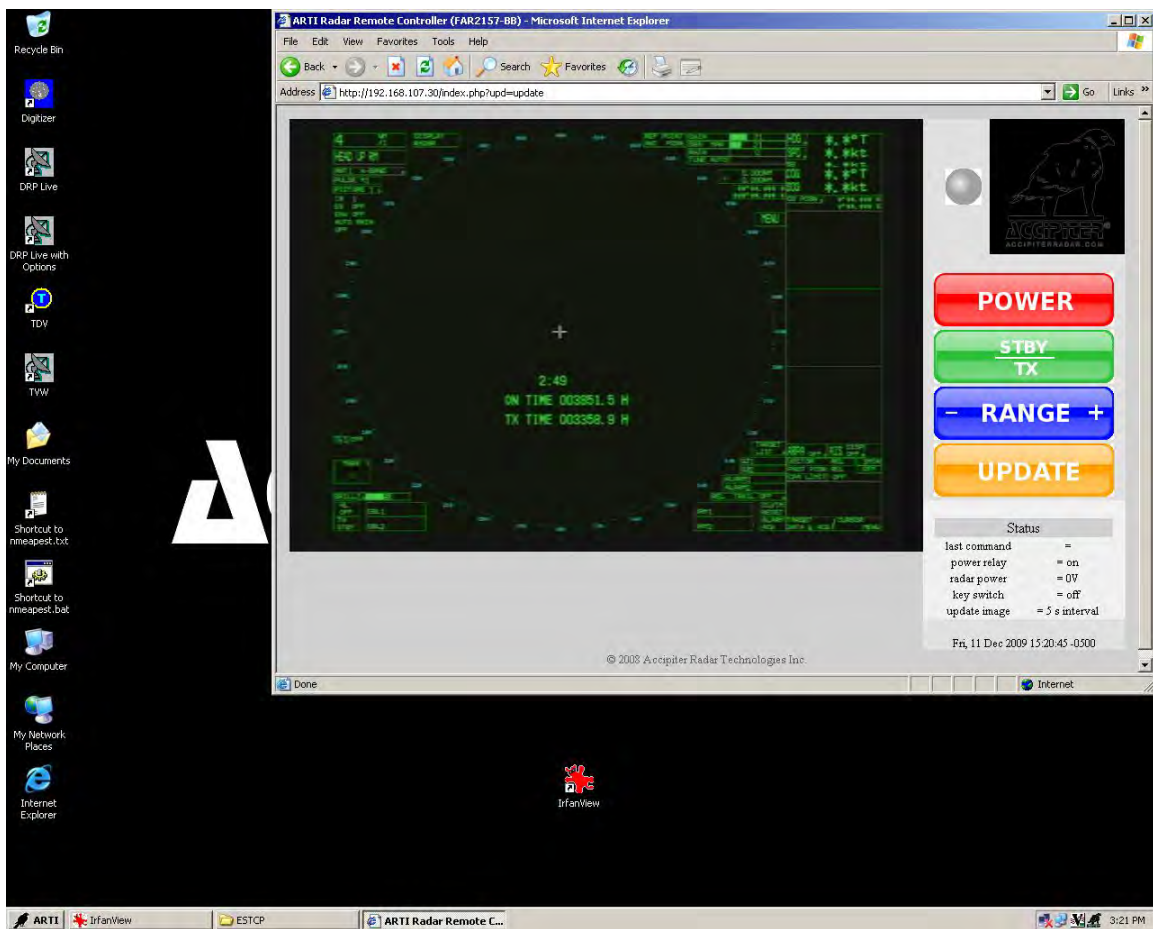 Recycle Bin
Digitizer
DRP Live
DRP Live with
Options
TDV
TVW
My Documents
Shortcut to
nmeapest.txt
Shortcut to
nmeapest.bat
My Computer
My Network
Places
Internet
Explorer
ARTI Radar Remote Controller (FAR2157-BB) - Microsoft Internet Explorer
File Edit View Favorites Tools Help
Back Search Favorites
Address http://192.168.107.30/index.php?upd=update Go Links »
4 DISPLAY
HEAD UP RM
MENU
2:49
ON TIME 003851.5 H
TX TIME 003358.9 H
ACCIPITER®
ACCIPITERRADAR.COM
POWER
STBY
TX
- RANGE +
UPDATE
Status
last command =
power relay = on
radar power = 0V
key switch = off
update image = 5 s interval
Fri, 11 Dec 2009 15:20:45 -0500
© 2008 Accipiter Radar Technologies Inc.
Done Internet
IrfanView
ARTI IrfanView ESTCP ARTI Radar Remote C... 3:21 PM